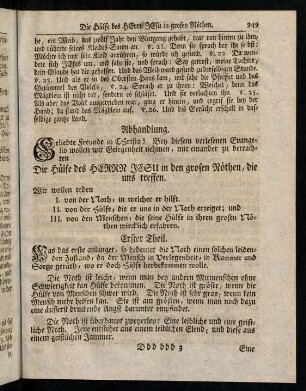 Die Hülfe des HErrn JESu in grosen Nöthen. 949
he, ein Weib, das zwölf Jahr den Blutgang gehabt, trat von hinten zu ihm,
und rührete seines Kleides Saum an. v. 21. Denn sie sprach bey ihr selbst:
Möchte ich nur sein Kleid anrühren, so würde ich gesund. v. 22. Da wen-
dete sich JESus um, und sahe sie, und sprach: Sey getrost, meine Tochter,
dein Glaube hat dir geholfen. Und das Weib ward gesund zu derselbigen Stunde.
v. 23. Und als er in des Obersten Haus kam, und sahe die Pfeiffer und das
Getümmel des Volcks, v. 24. Sprach er zu ihnen: Weichet, denn das
Mägdlein ist nicht todt, sondern es schläft. Und sie verlachten ihn. v. 25.
Als aber das Volck ausgetrieben war, gieng er hinein, und ergrif sie bey der
Hand; da stund das Mägdlein auf. v. 26. Und dis Gerücht erschall in das-
selbige ganze Land.
Abhandlung.
Geliebte Freunde in Christo! Bey diesem verlesenen Evange-
lio wollen wir Gelegenheit nehmen, mit einander zu betrach-
ten
Die Hülfe des HERRN JESU in den grosen Nöthen, die
uns treffen.
Wir wollen reden
I. von der Noth, in welcher er hilft.
II. von der Hülfe, die er uns in der Noth erzeiget; und
III. von den Menschen, die seine Hülfe in ihren grosen Nö-
then wircklich erfahren.
Erster Theil.
Was das erste anlanget, so bedeutet die Noth einen solchen leiden-
den Zustand, da der Mensch in Verlegenheit, in Kummer und
Sorge geräth, wie er doch Hülfe herbekommen wolle.
Die Noth ist leicht, wenn man bey andern Mitmenschen ohne
Schwierigkeit kan Hülfe bekommen. Die Noth ist gröser, wenn die
Hülfe von Menschen schwer wird. Die Noth ist sehr gros, wenn kein
Mensch mehr helfen kan. Sie ist am grösten, wenn man noch dazu
eine äusserst drückende Angst darunter empfindet.
Die Noth ist überhaupt zweyerley: Eine leibliche und eine geist-
liche Noth. Jene entstehet aus einem leiblichen Elend; und diese aus
einem geistlichen Jammer.
Ddd ddd 3 Eine